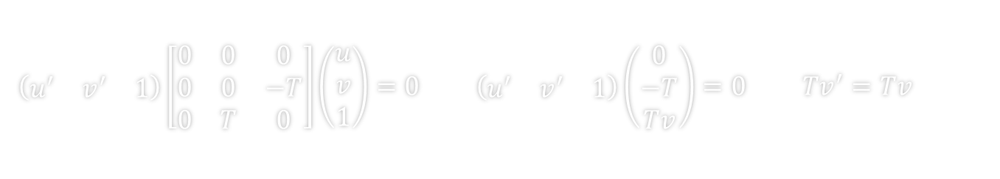 (u' v' 1) [0 0 0; 0 0 -T; 0 T 0] (u; v; 1) = 0    (u' v' 1) (0; -T; Tv) = 0    Tv' = Tv